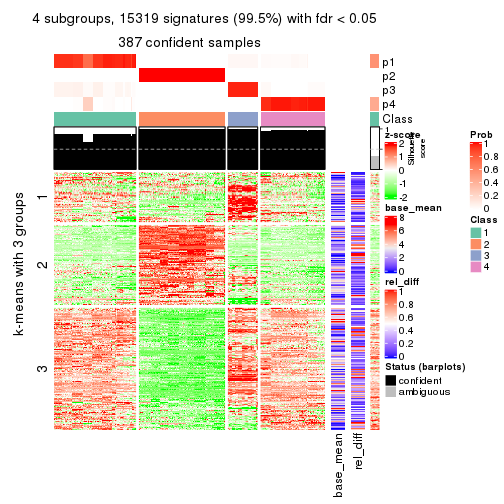 4 subgroups, 15319 signatures (99.5%) with fdr < 0.05
387 confident samples
p1
p2
p3
p4
Class
1
Silhouette
score
k-means with 3 groups
1
2
3
base_mean
rel_diff
z-score
2
1
0
-1
-2
base_mean
8
6
4
2
0
rel_diff
1
0.8
0.6
0.4
0.2
0
Status (barplots)
confident
ambiguous
Prob
1
0.8
0.6
0.4
0.2
0
Class
1
2
3
4